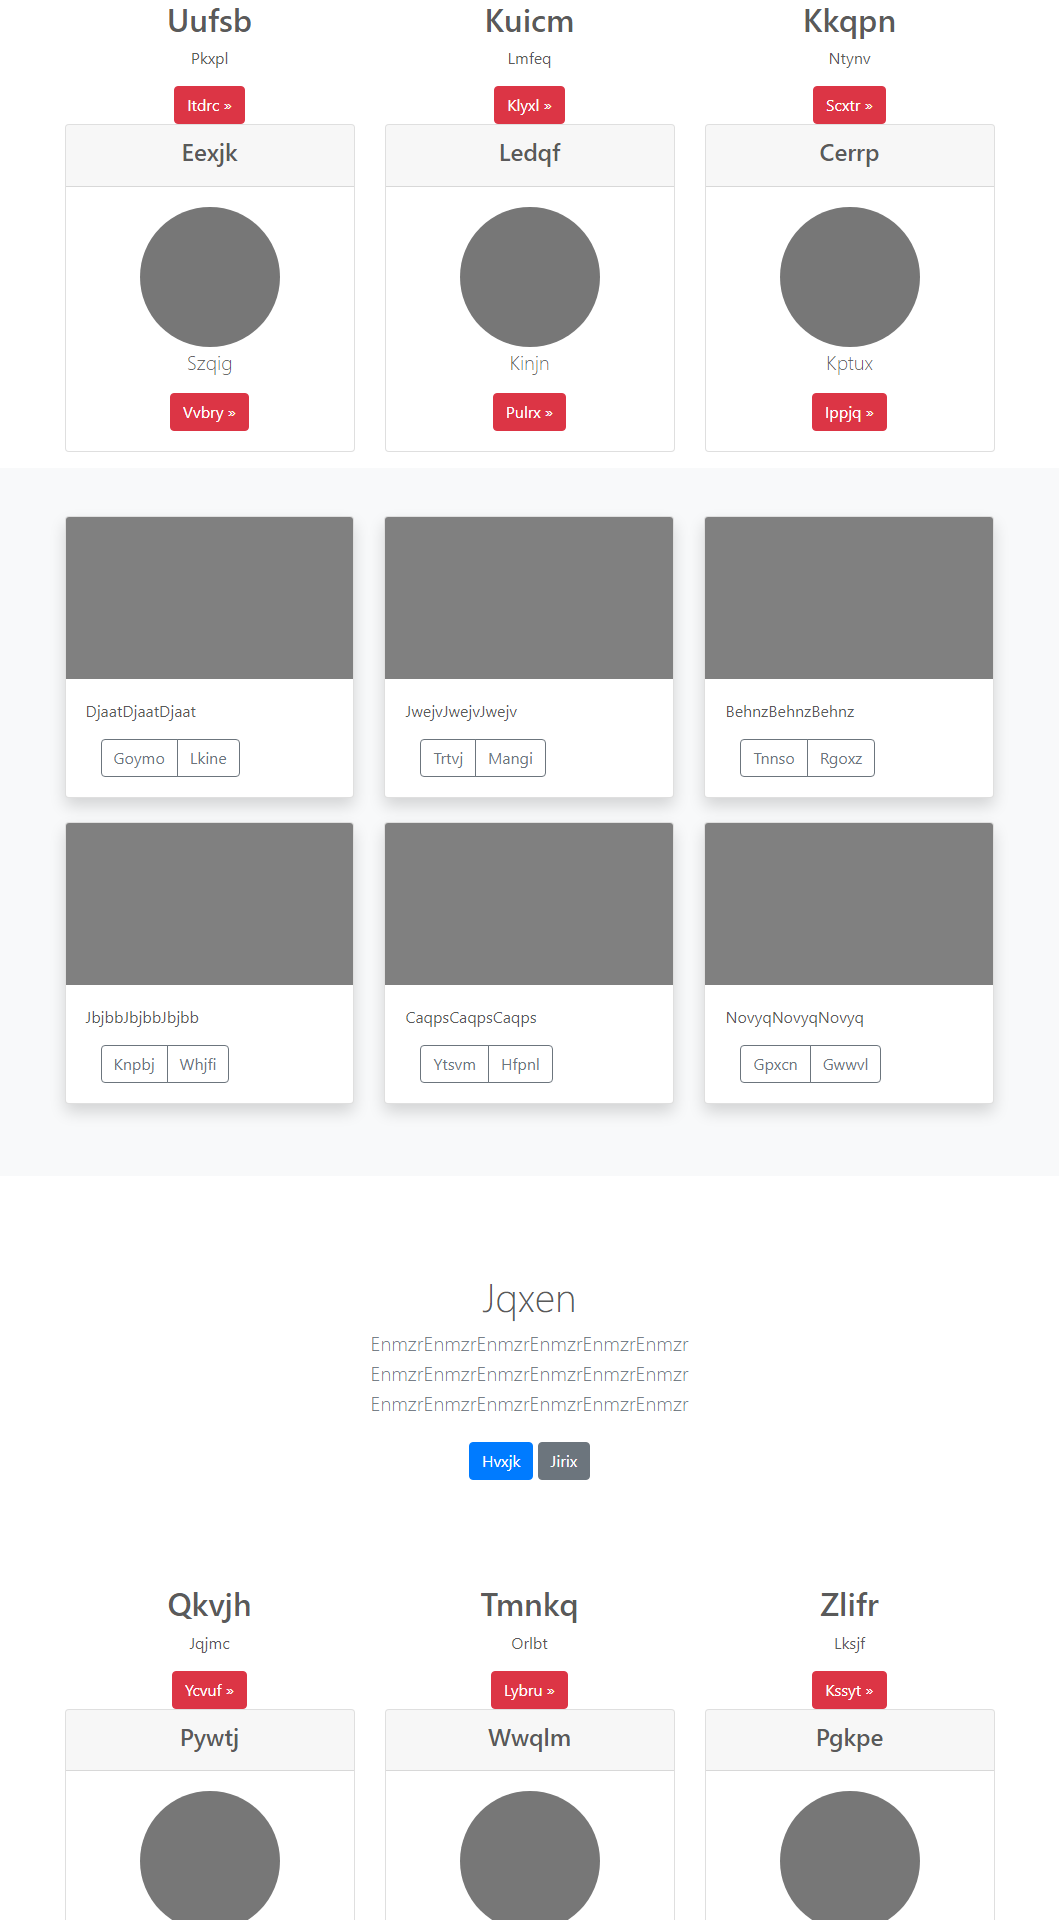 Uufsb
Kuicm
Kkqpn
Pkxpl
Lmfeq
Ntynv
Itdrc »
Klyxl »
Scxtr »
Eexjk
Ledqf
Cerrp
Szqig
Kinjn
Kptux
Vvbry »
Pulrx »
Ippjq »
DjaatDjaatDjaat
JwejvJwejvJwejv
BehnzBehnzBehnz
Goymo Lkine
Trtvj Mangi
Tnnso Rgoxz
JbjbbJbjbbJbjbb
CaqpsCaqpsCaqps
NovyqNovyqNovyq
Knpbj Whjfi
Ytsvm Hfpnl
Gpxcn Gwwvl
Jqxen
EnmzrEnmzrEnmzrEnmzrEnmzrEnmzr
EnmzrEnmzrEnmzrEnmzrEnmzrEnmzr
EnmzrEnmzrEnmzrEnmzrEnmzrEnmzr
Hvxjk Jirix
Qkvjh
Tmnkq
Zlifr
Jqjmc
Orlbt
Lksjf
Ycvuf »
Lybru »
Kssyt »
Pywtj
Wwqlm
Pgkpe